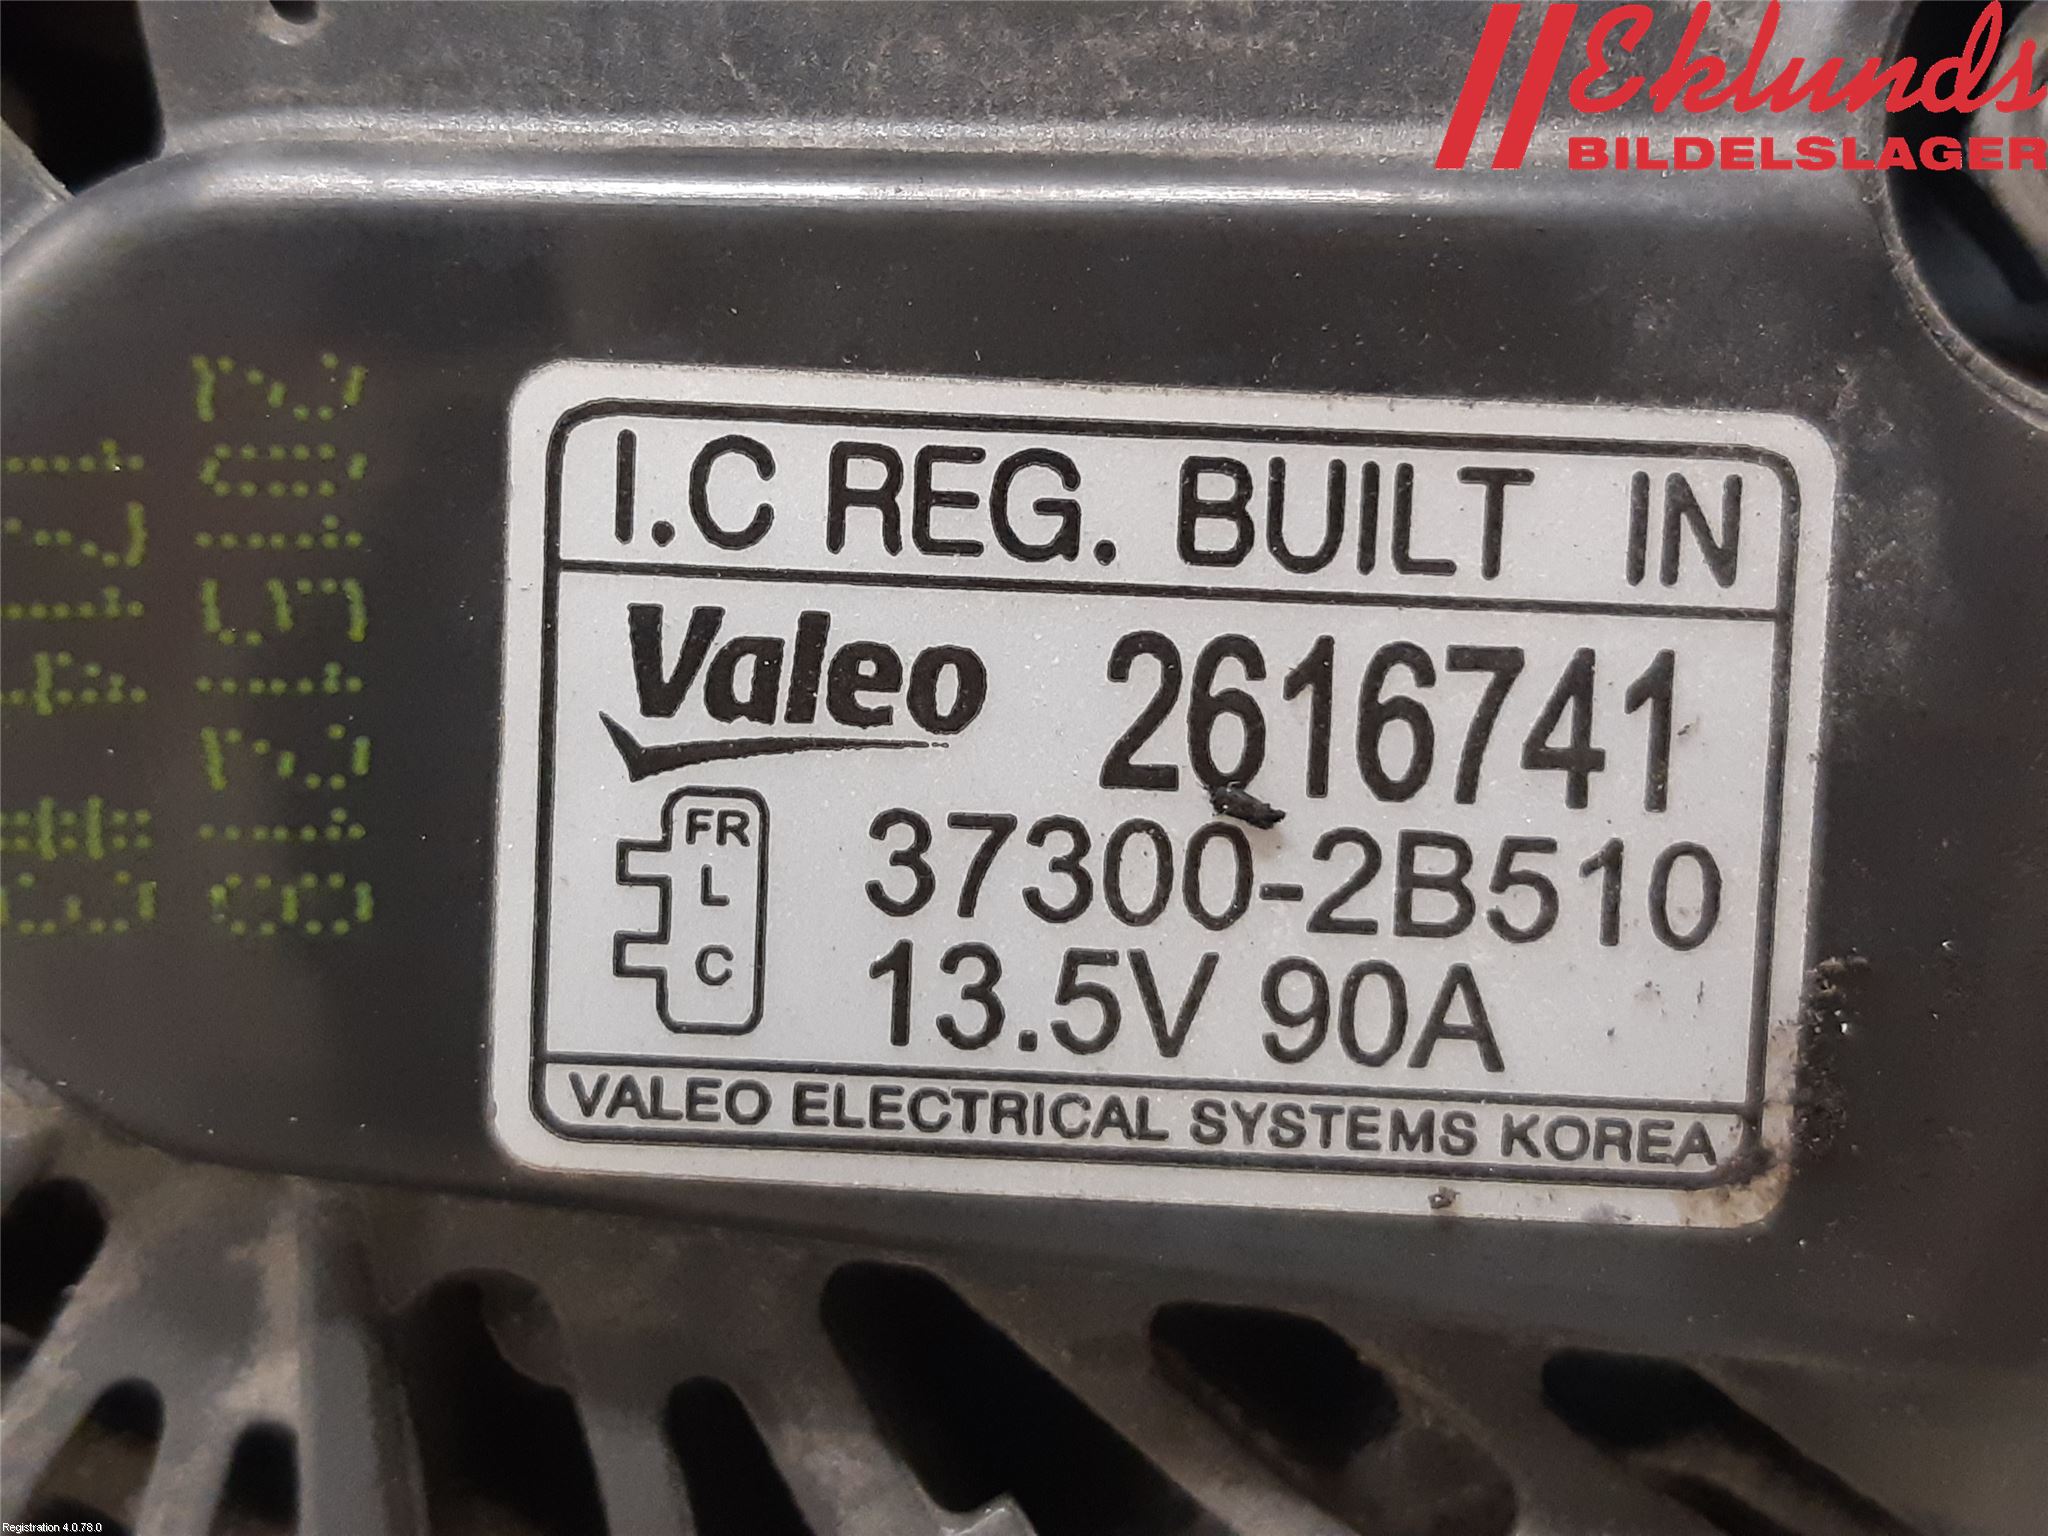 Eklunds
BILDELSLAGER
20151218
I.C REG. BUILT IN
Valeo 2616741
FR
L
C
37300-2B510
13.5V 90A
VALEO ELECTRICAL SYSTEMS KOREA
Registration 4.0.78.0